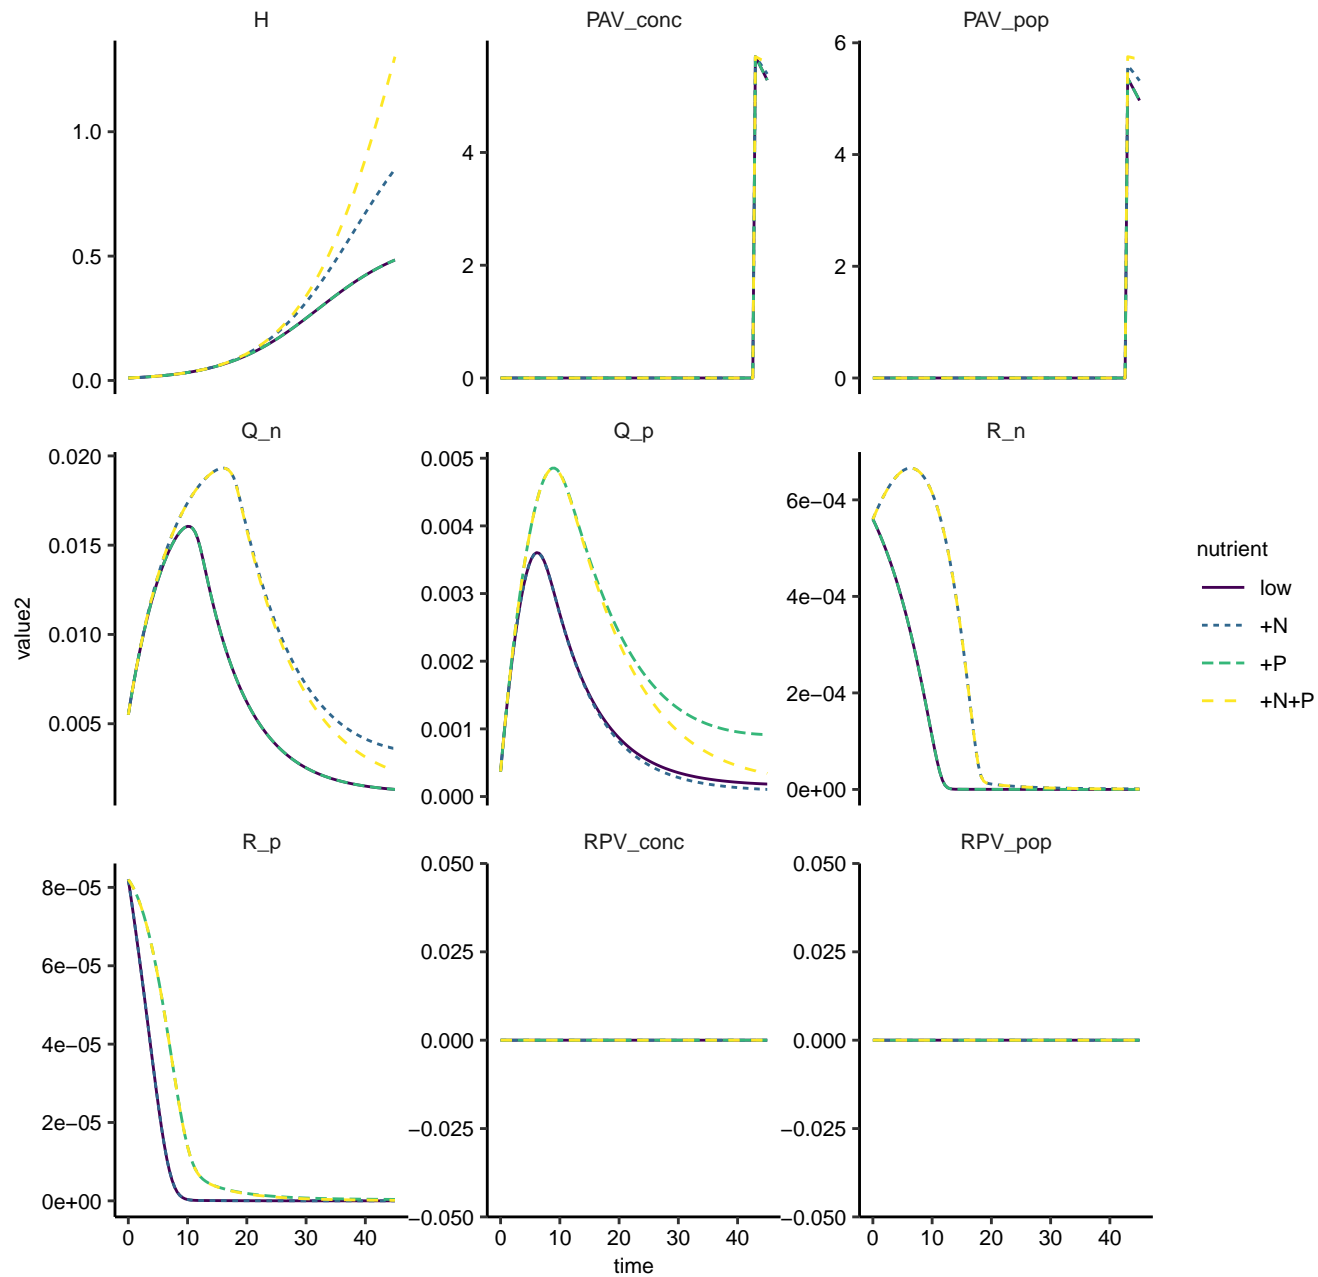 H PAV_conc PAV_pop
1.0
0.5
0.0
4
2
0
6
4
2
0
Q_n Q_p R_n
0.020
0.015
0.010
0.005
0.005
0.004
0.003
0.002
0.001
0.000
6e−04
4e−04
2e−04
0e+00
value2
nutrient
low
+N
+P
+N+P
R_p RPV_conc RPV_pop
8e−05
6e−05
4e−05
2e−05
0e+00
0.050
0.025
0.000
−0.025
−0.050
0.050
0.025
0.000
−0.025
−0.050
0 10 20 30 40 0 10 20 30 40 0 10 20 30 40
time